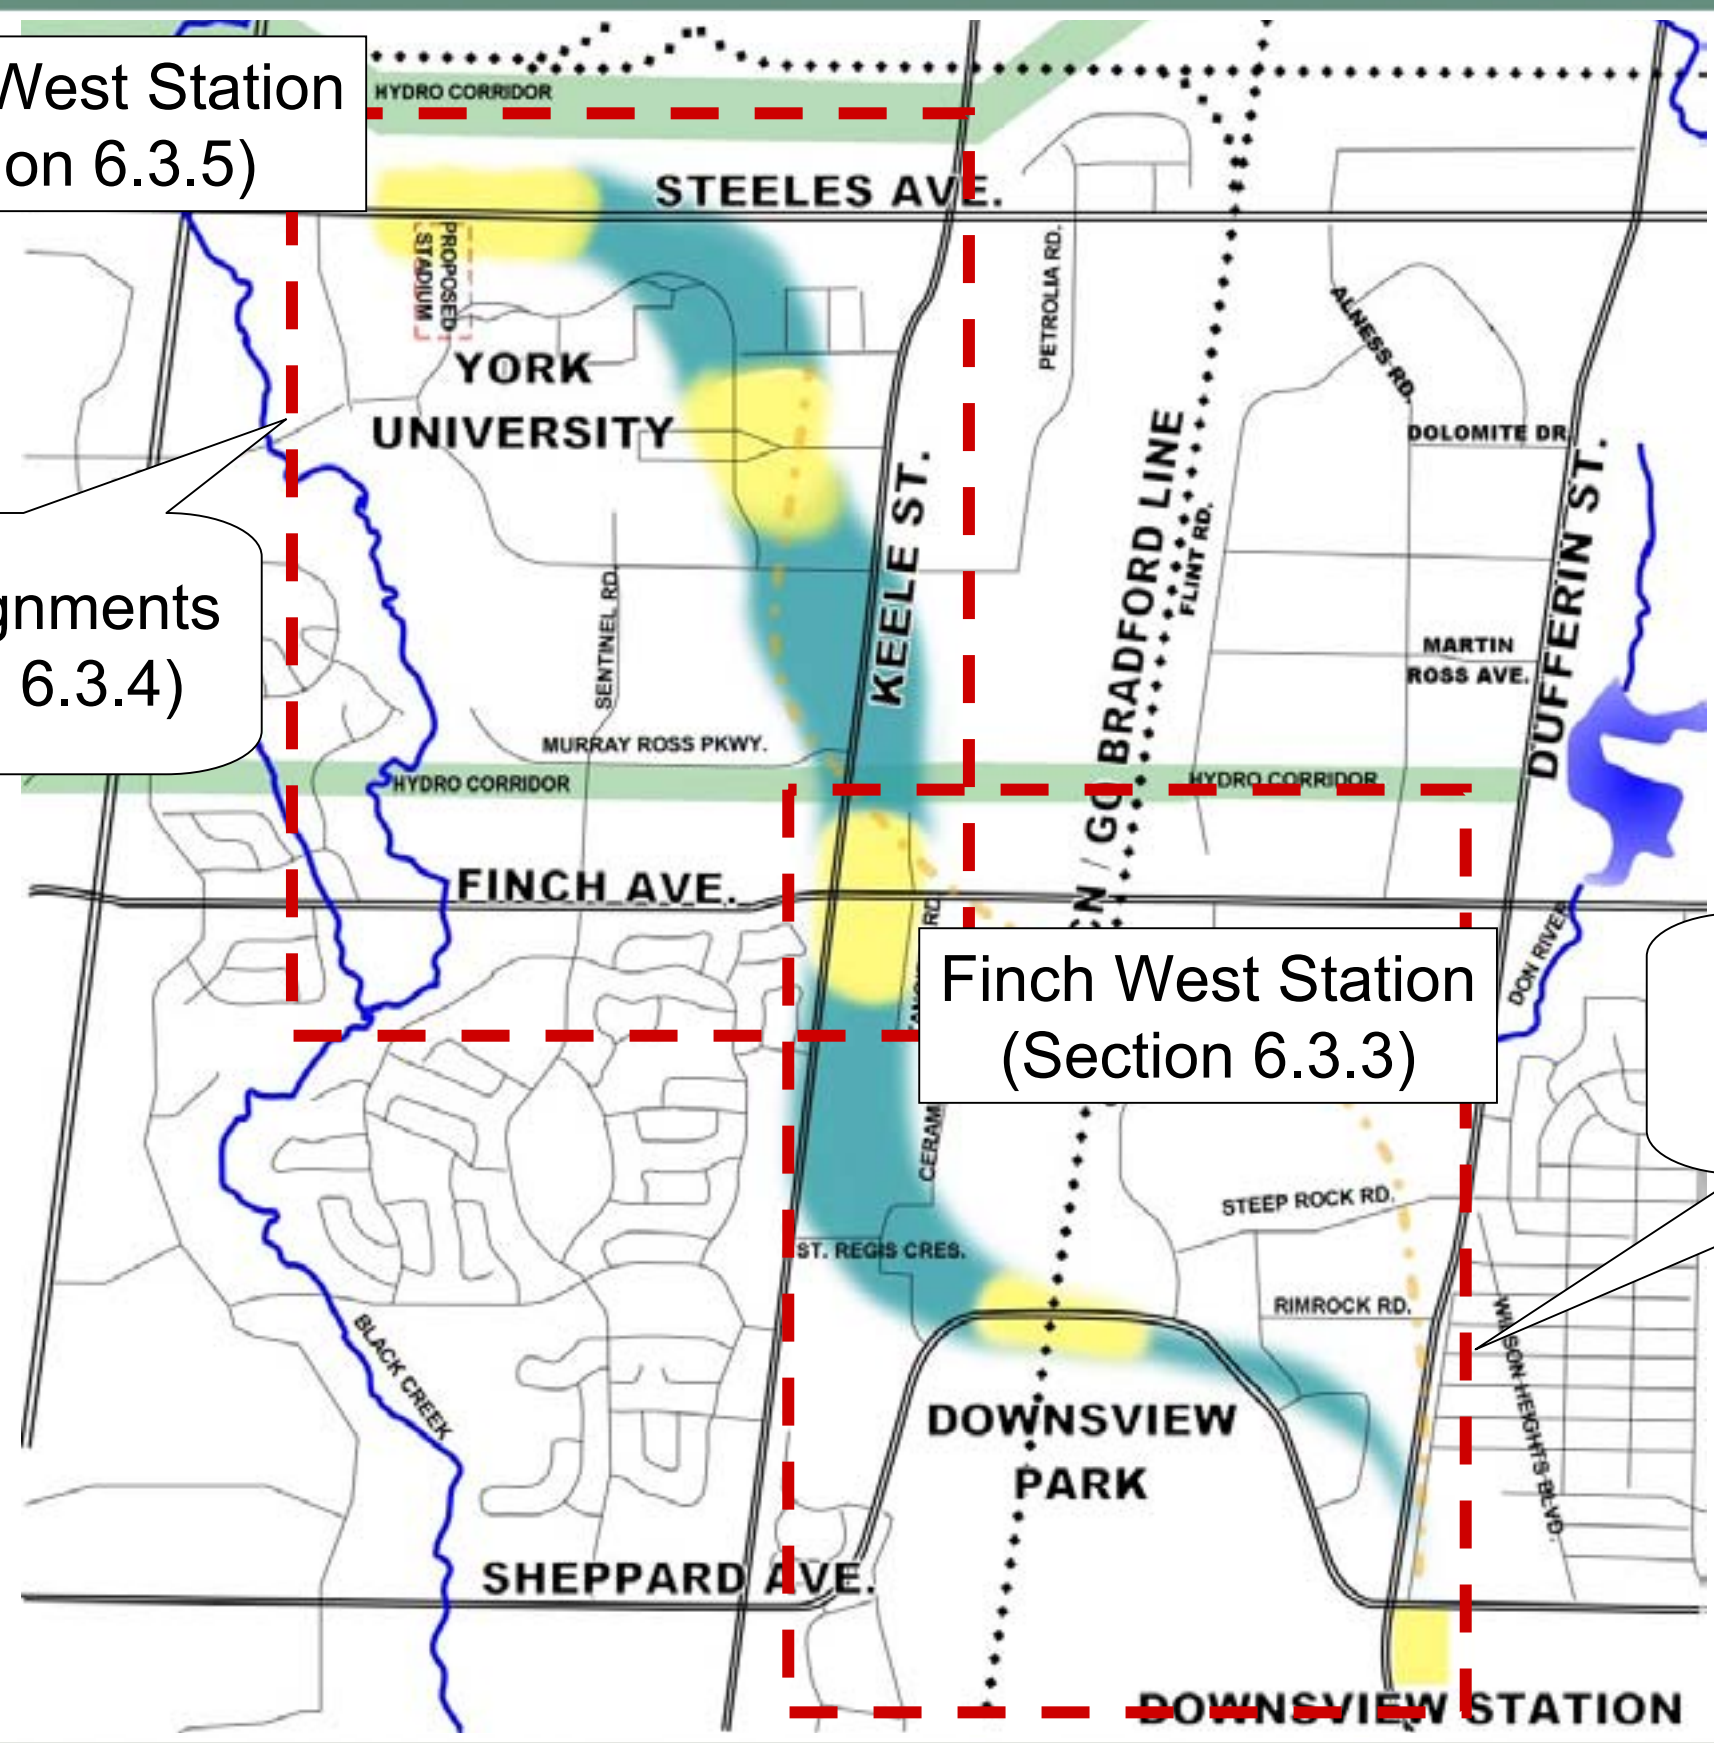 West Station
on 6.3.5)
HYDRO CORRIDOR
STEELES AVE.
PROPOSED
STADIUM
PETROLIA RD.
ALNESS RD.
YORK
UNIVERSITY
DOLOMITE DR.
KEELE ST.
GO BRADFORD LINE
FLINT RD.
DUFFERIN ST.
gnments
6.3.4)
SENTINEL RD.
MARTIN
ROSS AVE.
MURRAY ROSS PKWY.
HYDRO CORRIDOR
HYDRO CORRIDOR
FINCH AVE.
RD.
DON RIVER
Finch West Station
(Section 6.3.3)
CERAM
STEEP ROCK RD.
ST. REGIS CRES.
RIMROCK RD.
WILSON HEIGHTS BLVD.
BLACK CREEK
DOWNSVIEW
PARK
SHEPPARD AVE.
DOWNSVIEW STATION